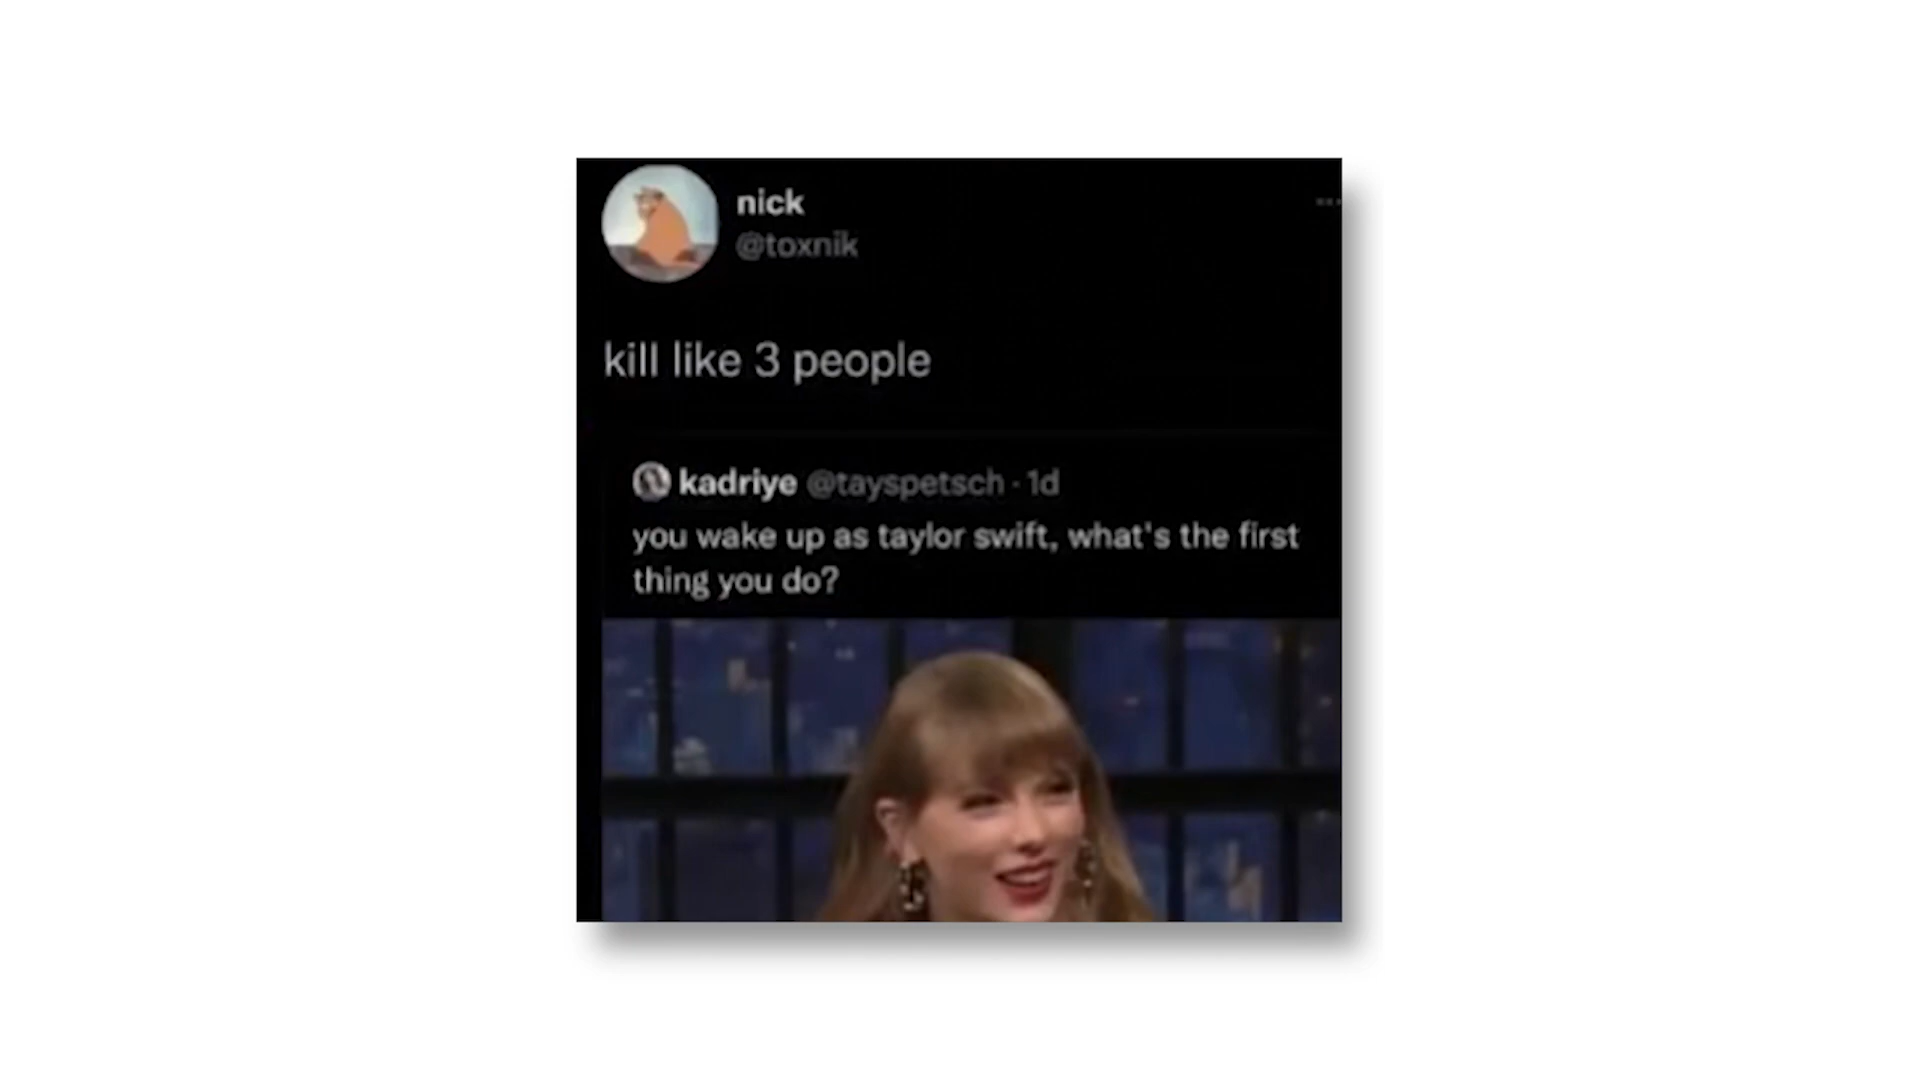 nick
@toxnik
kill like 3 people
kadriye @tayspetsch · 1d
you wake up as taylor swift, what's the first
thing you do?